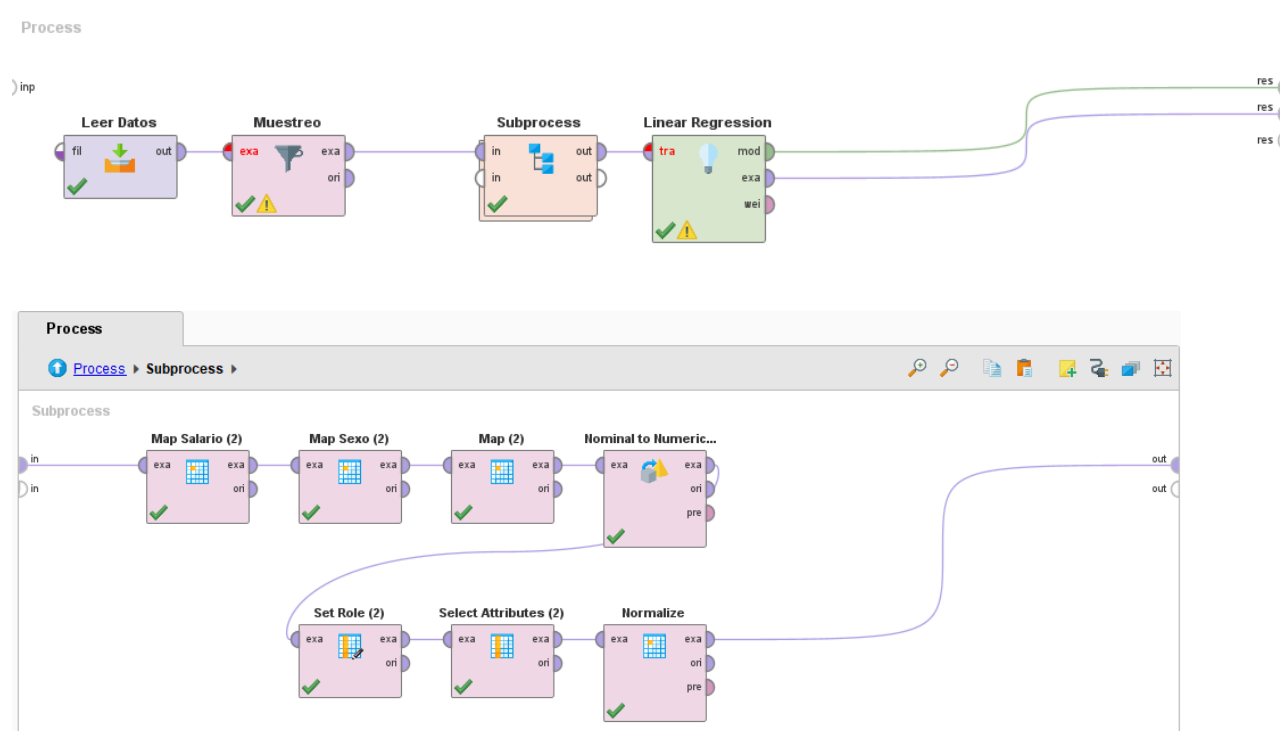 Process
inp
res
res
res
Leer Datos
Muestreo
Subprocess
Linear Regression
fil
out
exa
exa
ori
in
out
in
out
tra
mod
exa
wei
Process
Process
Subprocess
Subprocess
Map Salario (2)
Map Sexo (2)
Map (2)
Nominal to Numeric...
in
in
exa
exa
ori
exa
exa
ori
exa
exa
ori
exa
exa
ori
pre
out
out
Set Role (2)
Select Attributes (2)
Normalize
exa
exa
ori
exa
exa
ori
exa
exa
ori
pre